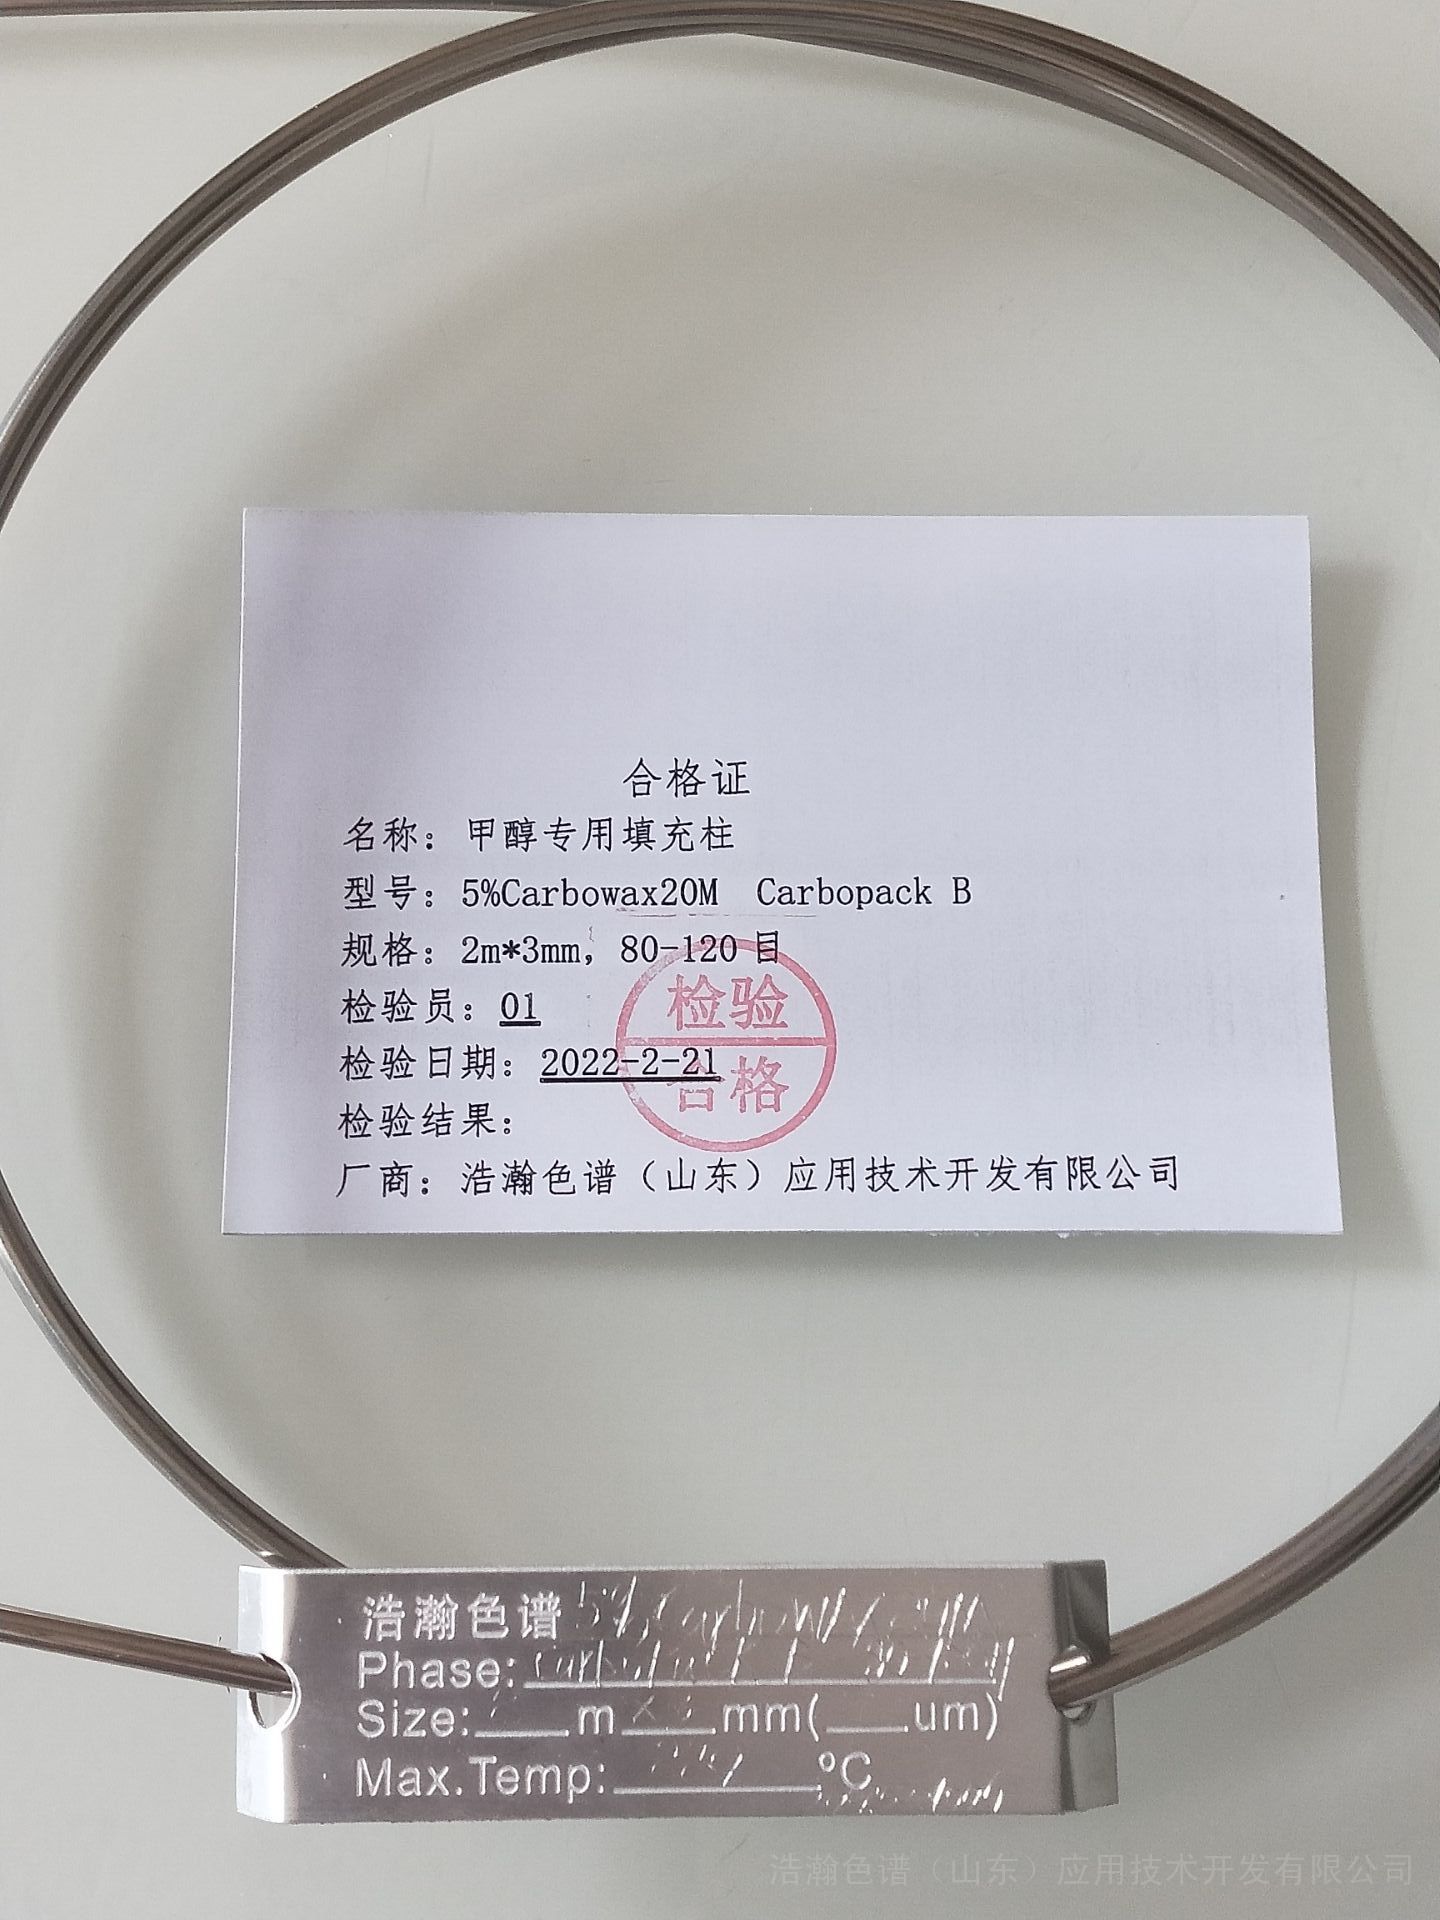 合格证
名称：甲醇专用填充柱
型号：5%Carbowax20M Carbopack B
规格：2m*3mm，80-120目
检验员：01
检验日期：2022-2-21
检验结果：
检验
合格
厂商：浩瀚色谱（山东）应用技术开发有限公司
浩瀚色谱
Phase:
Size:____m____mm(____um)
Max.Temp:________ºC
浩瀚色谱（山东）应用技术开发有限公司